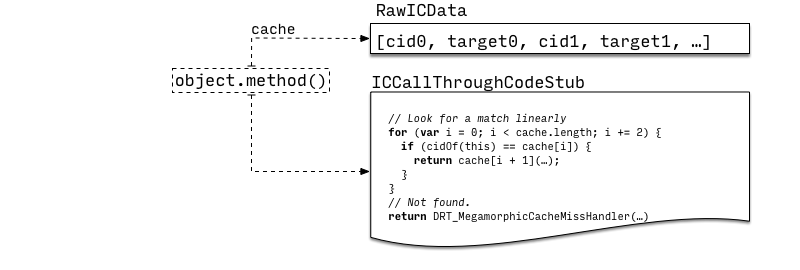 RawICData
cache
[cid0, target0, cid1, target1, …]
object.method()
ICCallThroughCodeStub
// Look for a match linearly
for (var i = 0; i < cache.length; i += 2) {
  if (cidOf(this) == cache[i]) {
    return cache[i + 1](…);
  }
}
// Not found.
return DRT_MegamorphicCacheMissHandler(…)